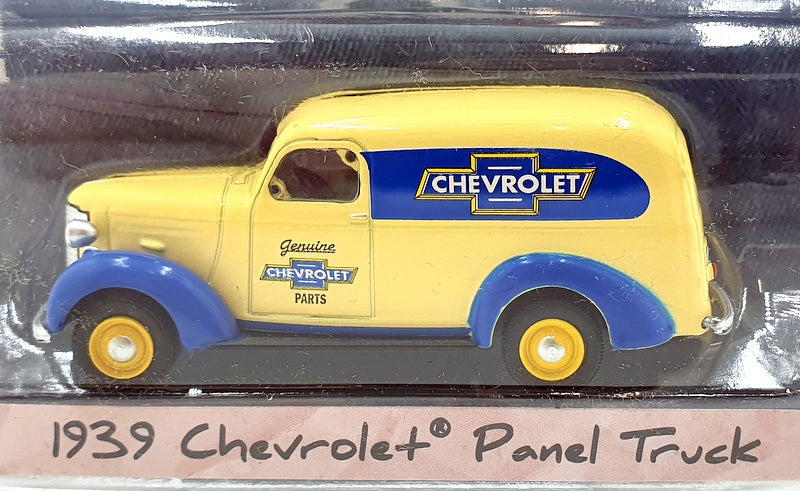 CHEVROLET
Genuine
CHEVROLET
PARTS
1939 Chevrolet® Panel Truck